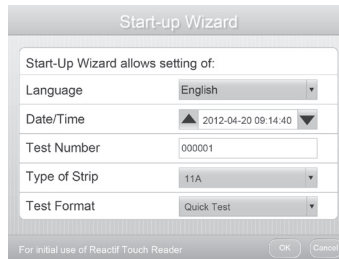 Start-up Wizard
Start-Up Wizard allows setting of:
Language English
Date/Time 2012-04-20 09:14:40
Test Number 000001
Type of Strip 11A
Test Format Quick Test
For initial use of Reactif Touch Reader OK Cancel